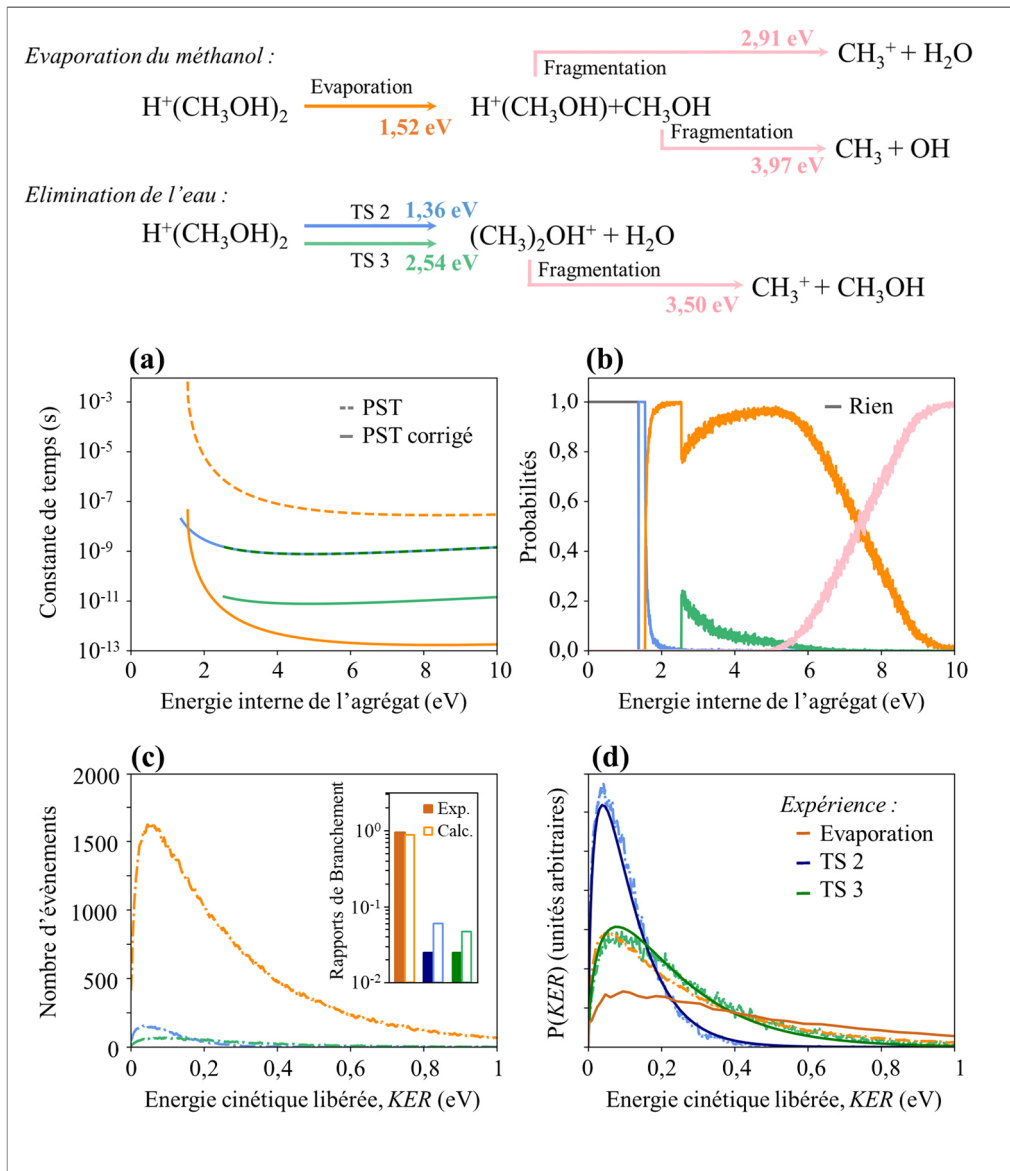 Evaporation du méthanol :
2,91 eV
CH₃⁺ + H₂O
Fragmentation
Evaporation
H⁺(CH₃OH)₂
H⁺(CH₃OH)+CH₃OH
1,52 eV
Fragmentation
CH₃ + OH
3,97 eV
Elimination de l'eau :
TS 2 1,36 eV
H⁺(CH₃OH)₂
(CH₃)₂OH⁺ + H₂O
TS 3 2,54 eV
Fragmentation
CH₃⁺ + CH₃OH
3,50 eV
(a)
Constante de temps (s)
10⁻³
10⁻⁵
10⁻⁷
10⁻⁹
10⁻¹¹
10⁻¹³
PST
PST corrigé
0 2 4 6 8 10
Energie interne de l'agrégat (eV)
(b)
Probabilités
1,0
0,8
0,6
0,4
0,2
0,0
Rien
0 2 4 6 8 10
Energie interne de l'agrégat (eV)
(c)
Nombre d'évènements
2000
1500
1000
500
0
Rapports de Branchement
10⁰
10⁻¹
10⁻²
Exp.
Calc.
0 0,2 0,4 0,6 0,8 1
Energie cinétique libérée, KER (eV)
(d)
P(KER) (unités arbitraires)
Expérience :
Evaporation
TS 2
TS 3
0 0,2 0,4 0,6 0,8 1
Energie cinétique libérée, KER (eV)